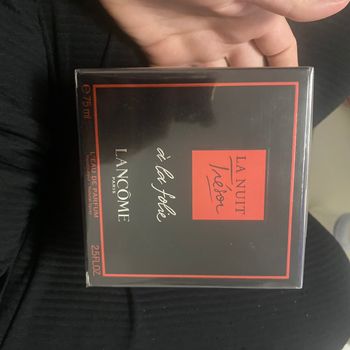 LA NUIT
Trésor
à la folie
LANCÔME
PARIS
L'EAU DE PARFUM
e 75 ml
2.5 FL.OZ